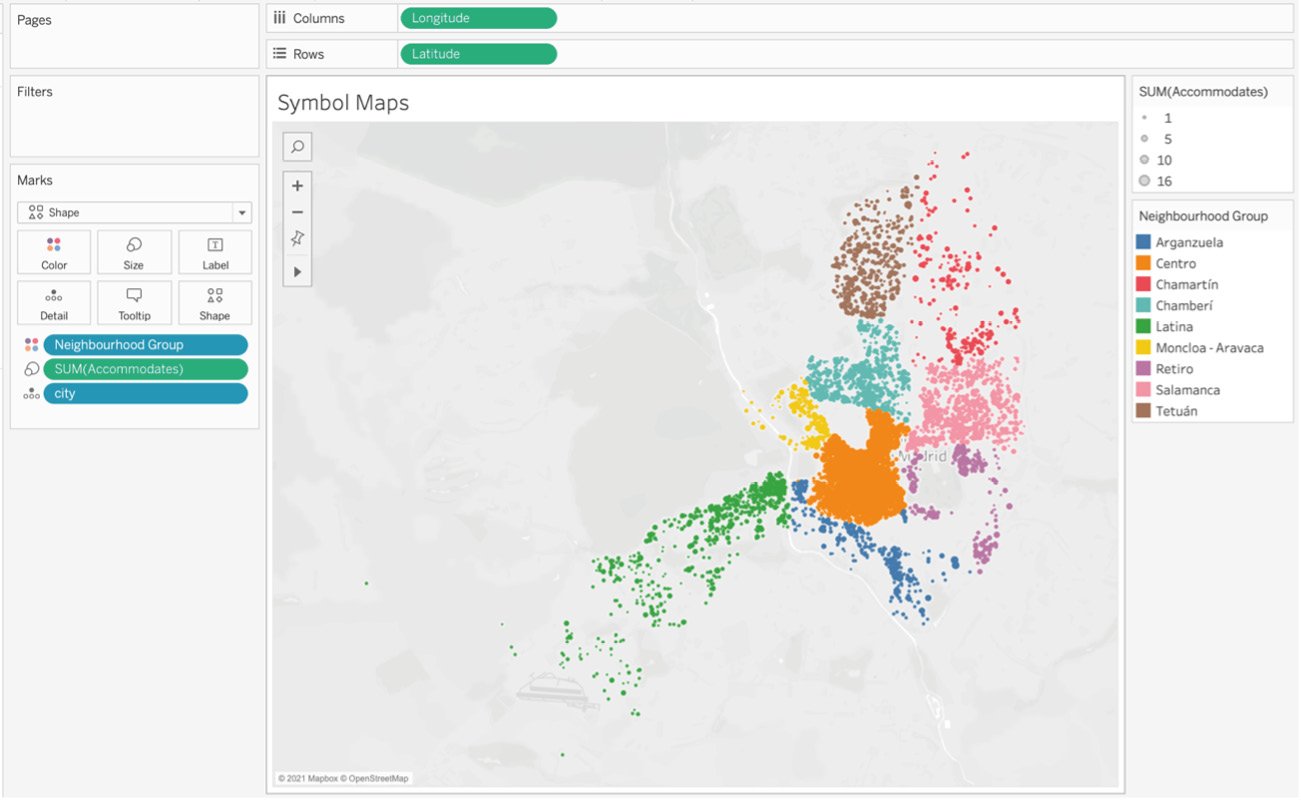 Pages
Filters
Marks
Shape
Color
Size
Label
Detail
Tooltip
Shape
Neighbourhood Group
SUM(Accommodates)
city
Columns
Longitude
Rows
Latitude
Symbol Maps
Madrid
© 2021 Mapbox © OpenStreetMap
SUM(Accommodates)
1
5
10
16
Neighbourhood Group
Arganzuela
Centro
Chamartín
Chamberí
Latina
Moncloa - Aravaca
Retiro
Salamanca
Tetuán